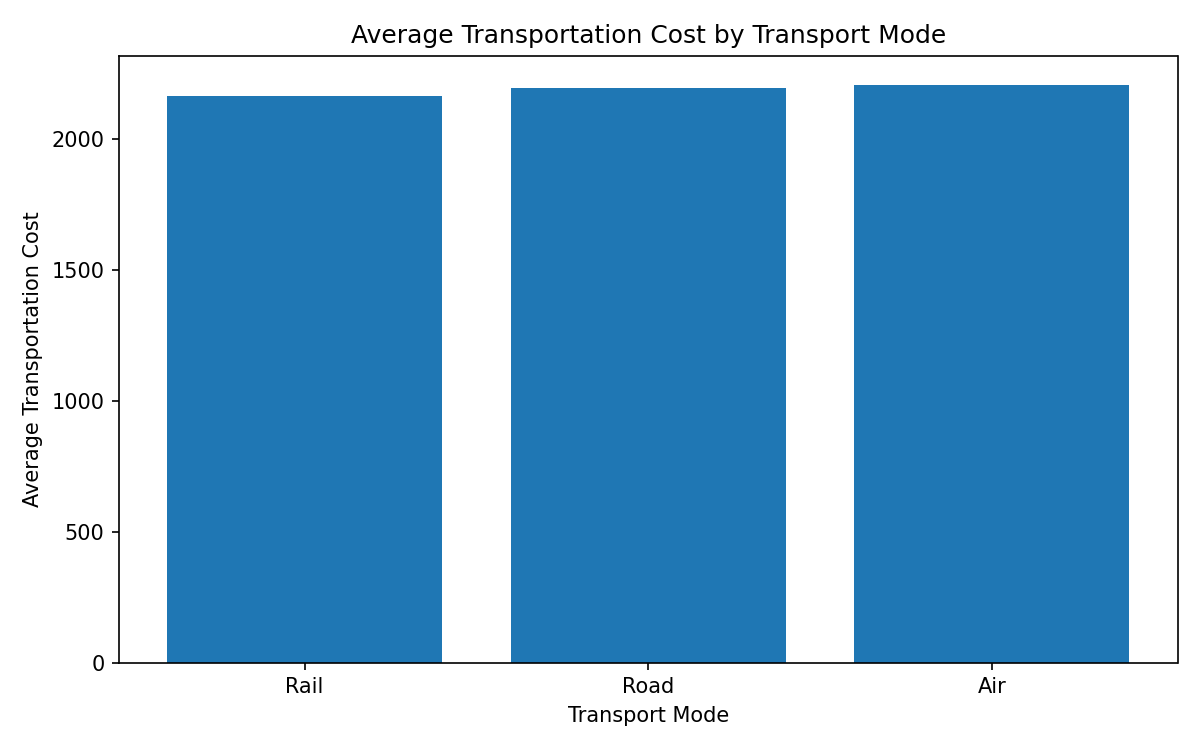 Average Transportation Cost by Transport Mode
Average Transportation Cost
2000
1500
1000
500
0
Rail Road Air
Transport Mode